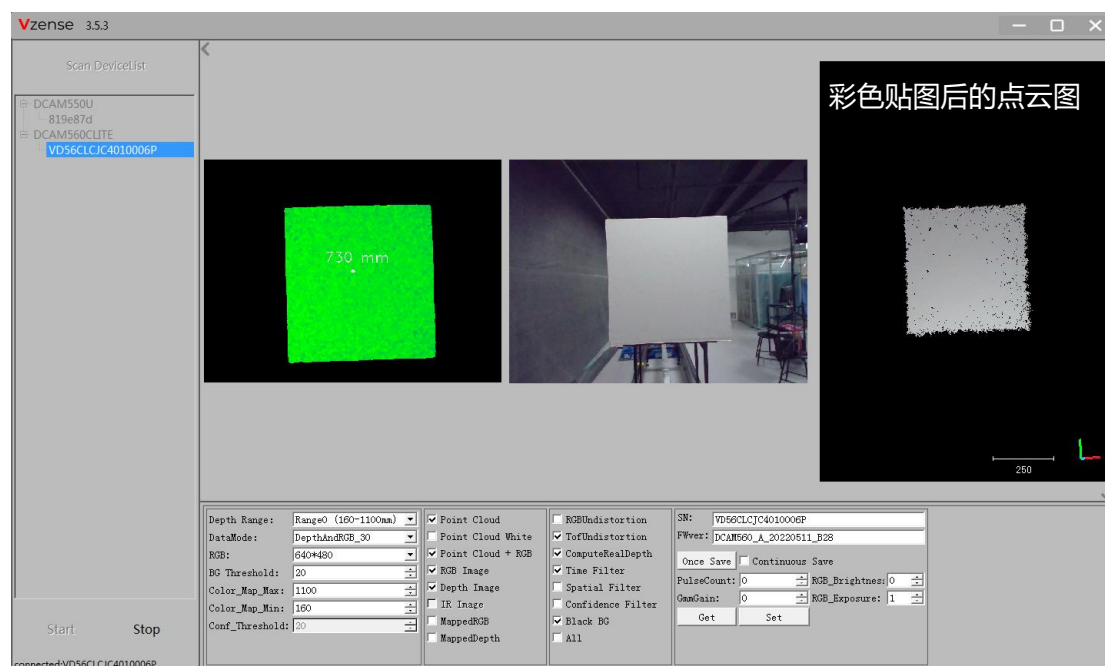 Vzense 3.5.3
Scan DeviceList
DCAM550U
819e87d
DCAM560CLITE
VD56CLCJC4010006P
730 mm
彩色贴图后的点云图
250
Depth Range: Range0 (160-1100mm)
DataMode: DepthAndRGB_30
RGB: 640*480
BG Threshold: 20
Color_Map_Max: 1100
Color_Map_Min: 160
Conf_Threshold: 20
Point Cloud
Point Cloud White
Point Cloud + RGB
RGB Image
Depth Image
IR Image
MappedRGB
MappedDepth
RGBUndistortion
TofUndistortion
ComputeRealDepth
Time Filter
Spatial Filter
Confidence Filter
Black BG
All
SN: VD56CLCJC4010006P
FWver: DCAM560_A_20220511_B28
Once Save Continuous Save
PulseCount: 0 RGB_Brightnes: 0
GmmGain: 0 RGB_Exposure: 1
Get Set
Start Stop
connected:VD56CLCJC4010006P